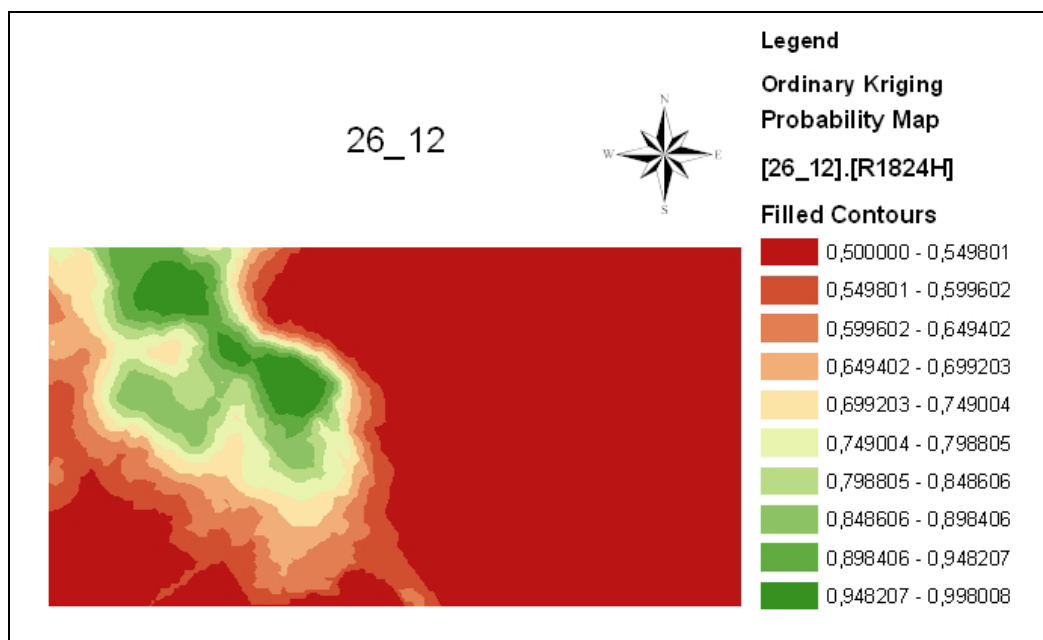 26_12
N
W
E
S
Legend
Ordinary Kriging
Probability Map
[26_12].[R1824H]
Filled Contours
0,500000 - 0,549801
0,549801 - 0,599602
0,599602 - 0,649402
0,649402 - 0,699203
0,699203 - 0,749004
0,749004 - 0,798805
0,798805 - 0,848606
0,848606 - 0,898406
0,898406 - 0,948207
0,948207 - 0,998008